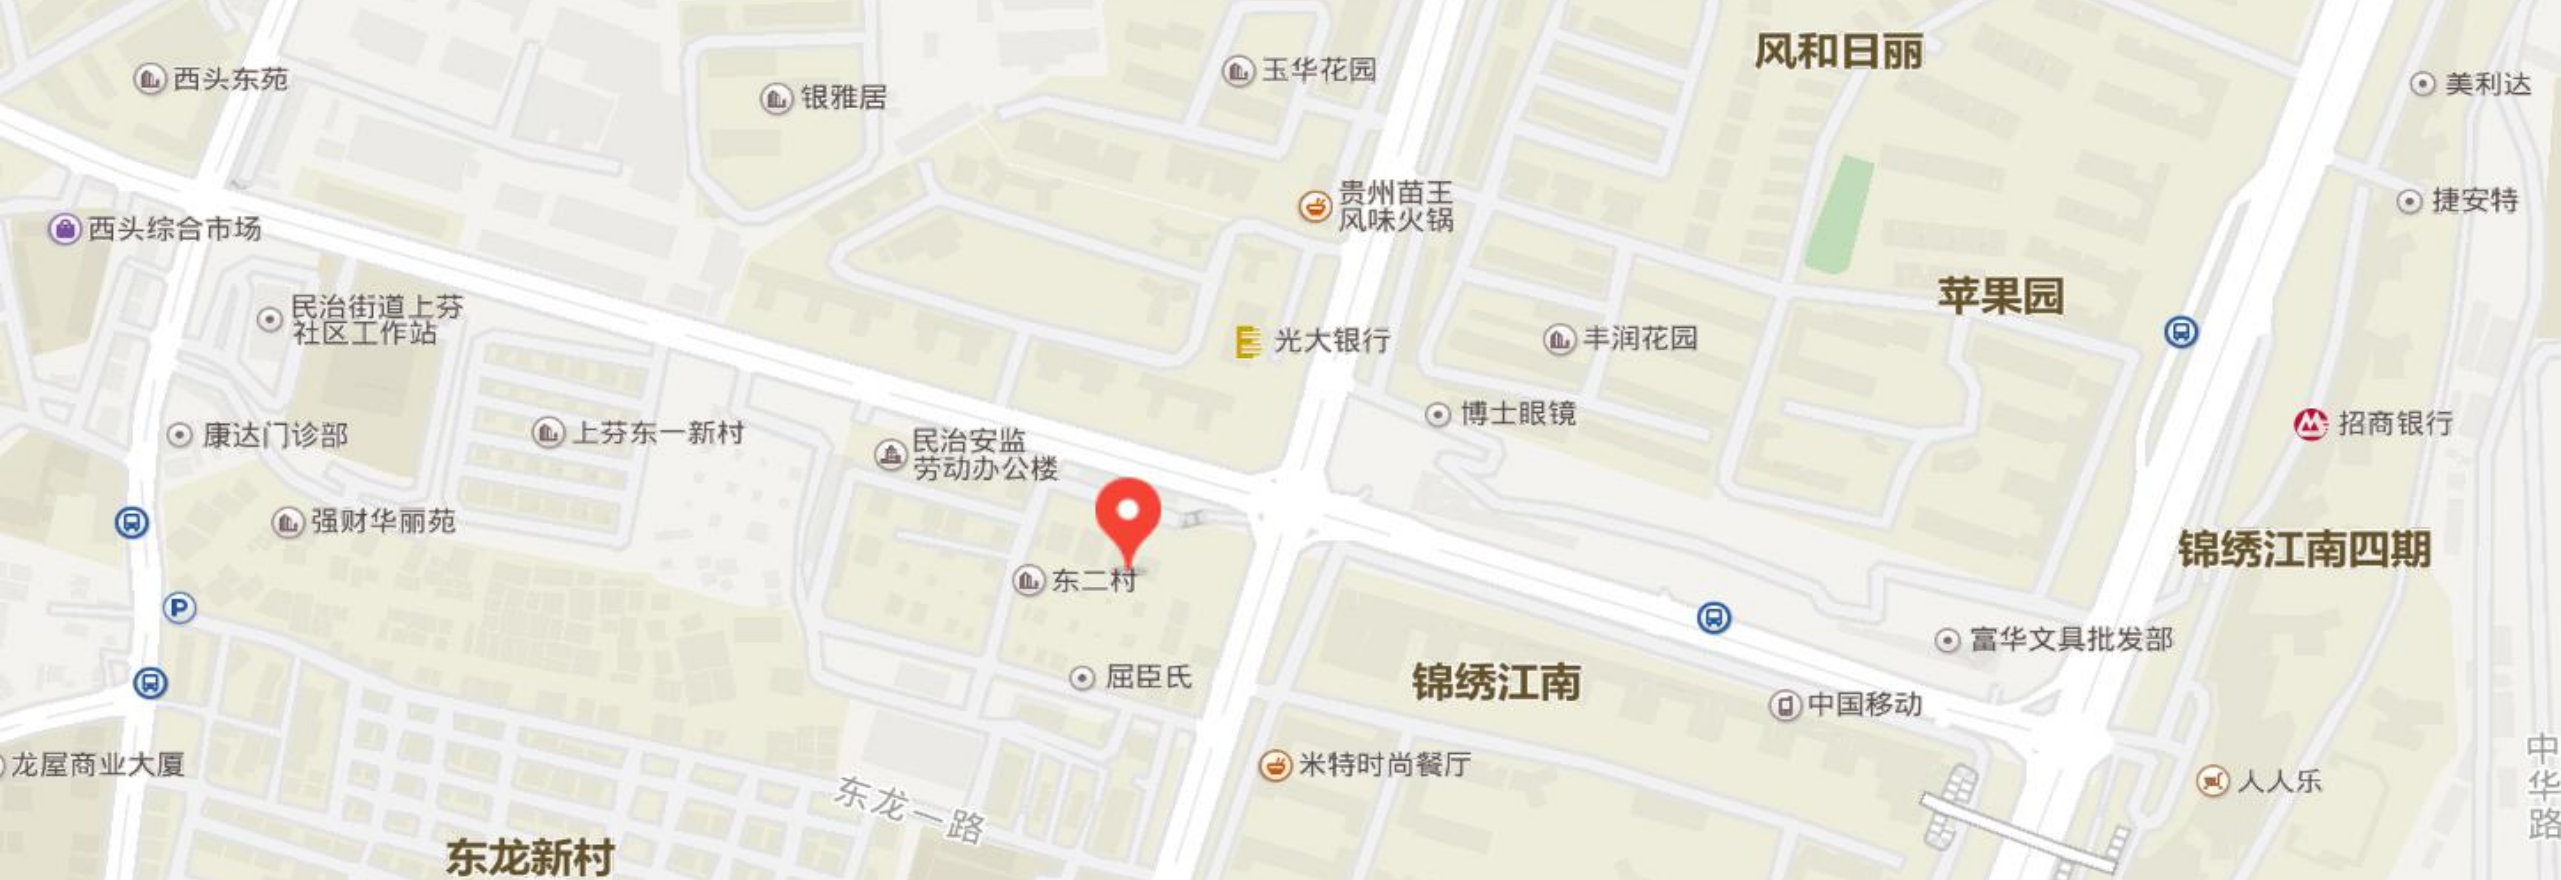 风和日丽
玉华花园
西头东苑
美利达
银雅居
贵州苗王
风味火锅
捷安特
西头综合市场
苹果园
民治街道上芬
社区工作站
光大银行
丰润花园
博士眼镜
招商银行
康达门诊部
上芬东一新村
民治安监
劳动办公楼
强财华丽苑
锦绣江南四期
东二村
P
富华文具批发部
屈臣氏
锦绣江南
中国移动
龙屋商业大厦
米特时尚餐厅
人人乐
中华路
东龙一路
东龙新村